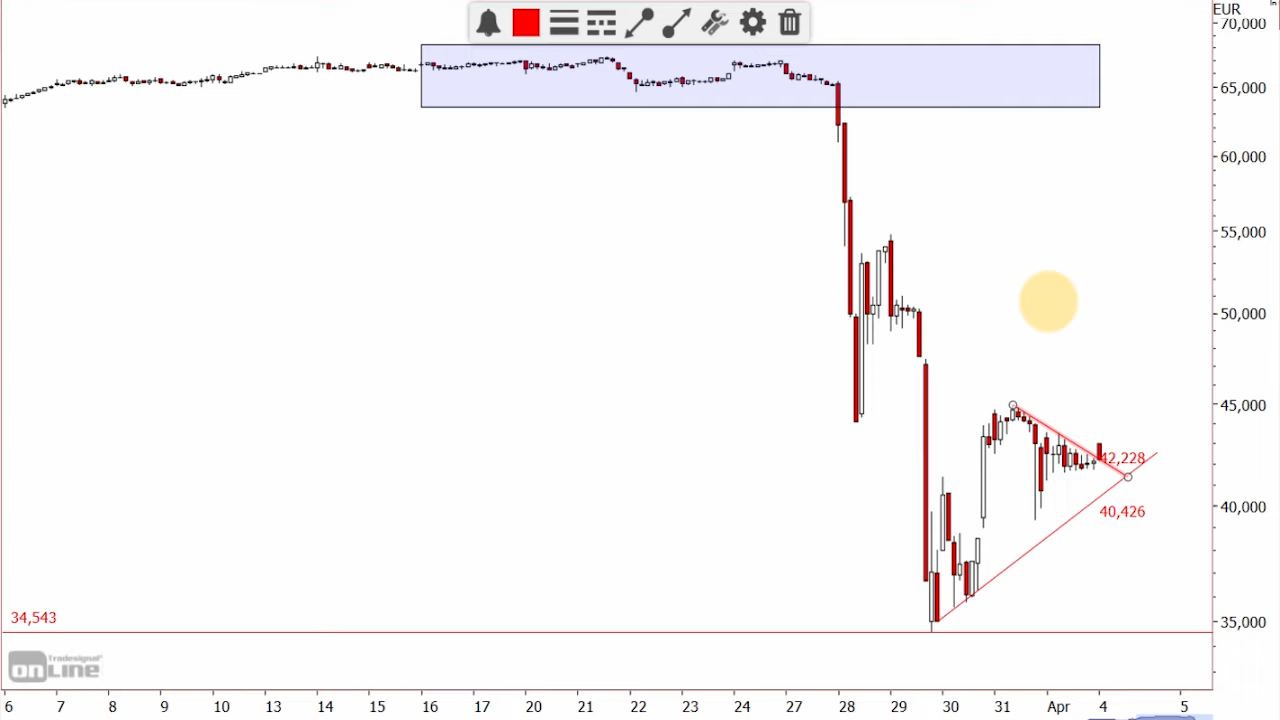 EUR
70,000
65,000
60,000
55,000
50,000
45,000
42,228
40,000
40,426
34,543
35,000
Tradesignal
onLine
6 7 8 9 10 13 14 15 16 17 20 21 22 24 27 28 29 30 31 Apr 4 5